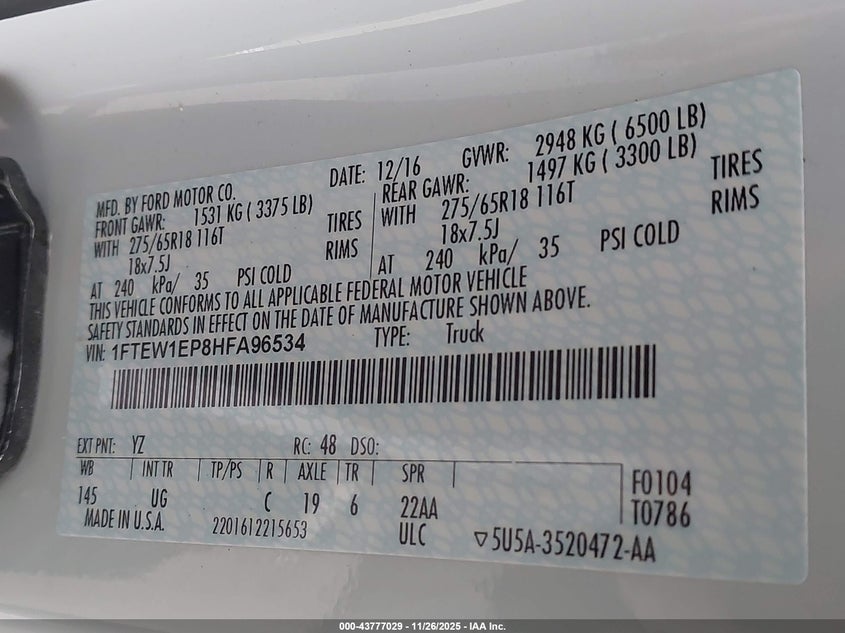 MFD. BY FORD MOTOR CO.
DATE: 12/16
GVWR: 2948 KG ( 6500 LB)
FRONT GAWR: 1531 KG ( 3375 LB)
REAR GAWR: 1497 KG ( 3300 LB)
WITH 275/65R18 116T TIRES
WITH 275/65R18 116T TIRES
18x7.5J RIMS
18x7.5J RIMS
AT 240 kPa/ 35 PSI COLD
AT 240 kPa/ 35 PSI COLD
THIS VEHICLE CONFORMS TO ALL APPLICABLE FEDERAL MOTOR VEHICLE
SAFETY STANDARDS IN EFFECT ON THE DATE OF MANUFACTURE SHOWN ABOVE.
VIN: 1FTEW1EP8HFA96534 TYPE: Truck
EXT PNT: YZ RC: 48 DSO:
WB INT TR TP/PS R AXLE TR SPR
145 UG C 19 6 22AA
F0104
T0786
MADE IN U.S.A. 2201612215653 ULC ▽5U5A-3520472-AA
000-43777029 - 11/26/2025 - IAA Inc.